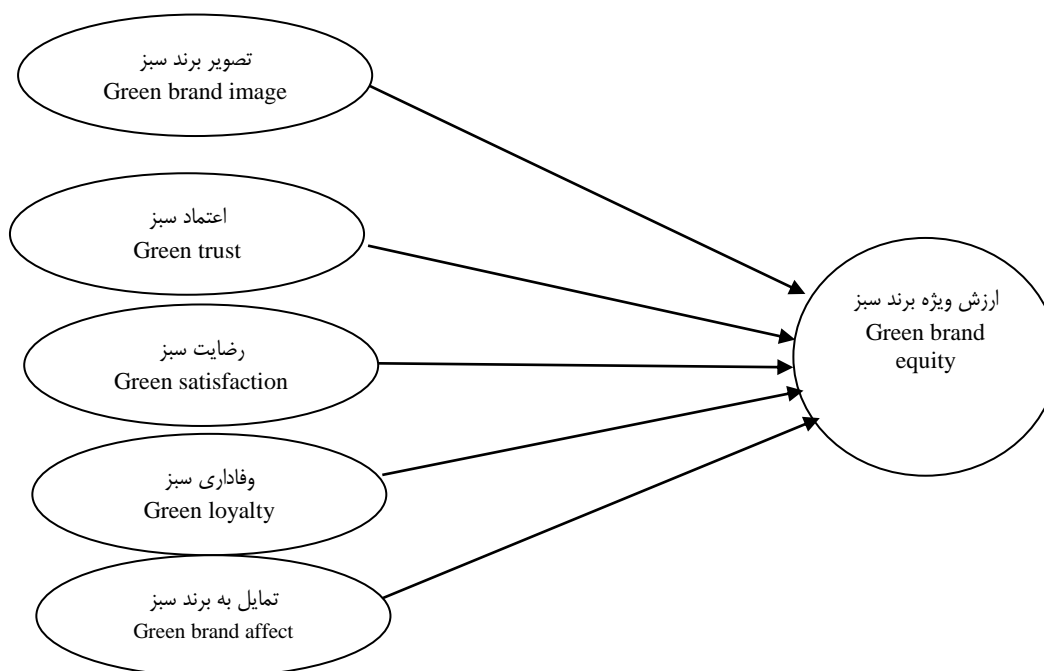 تصویر برند سبز
Green brand image
اعتماد سبز
Green trust
رضایت سبز
Green satisfaction
وفاداری سبز
Green loyalty
تمایل به برند سبز
Green brand affect
ارزش ویژه برند سبز
Green brand
equity